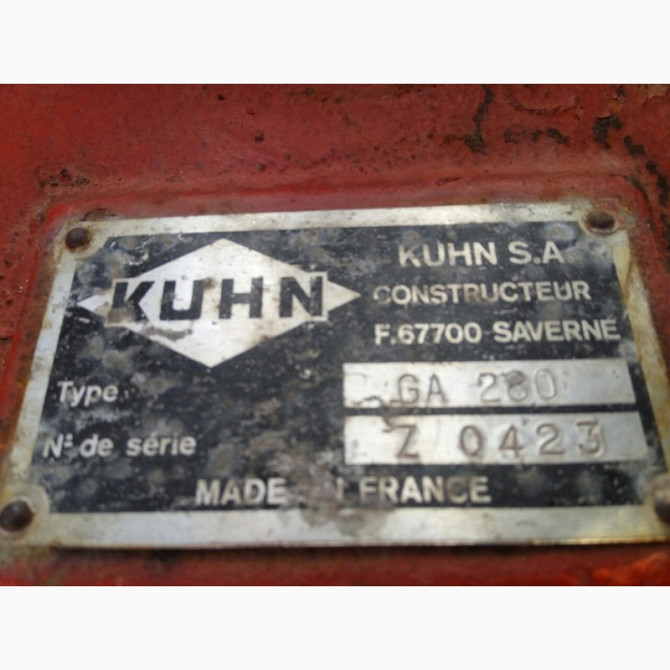 KUHN
KUHN S.A.
CONSTRUCTEUR
F.67700 SAVERNE
Type GA 280
Nº de série Z 0423
MADE I FRANCE